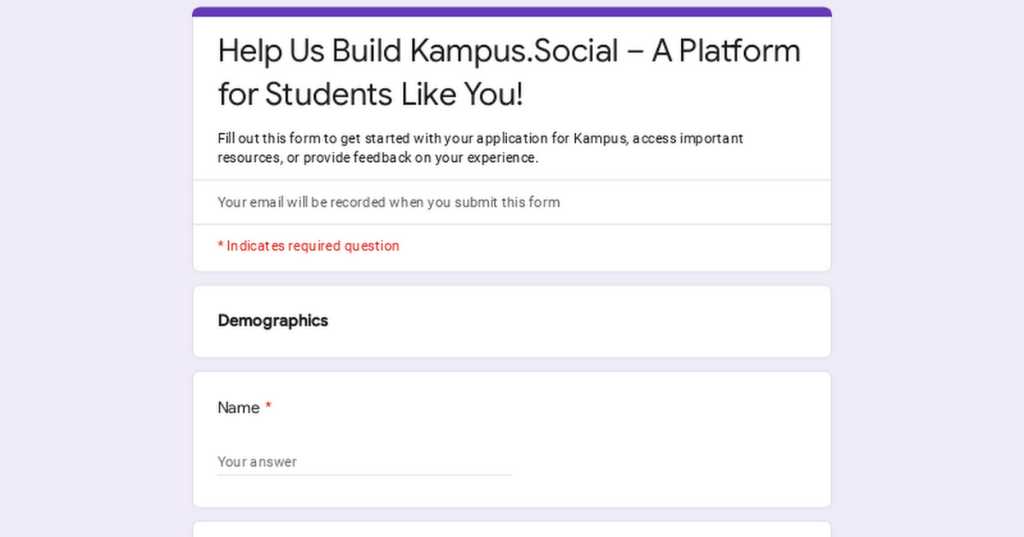 Help Us Build Kampus.Social – A Platform
for Students Like You!
Fill out this form to get started with your application for Kampus, access important
resources, or provide feedback on your experience.
Your email will be recorded when you submit this form
* Indicates required question
Demographics
Name *
Your answer